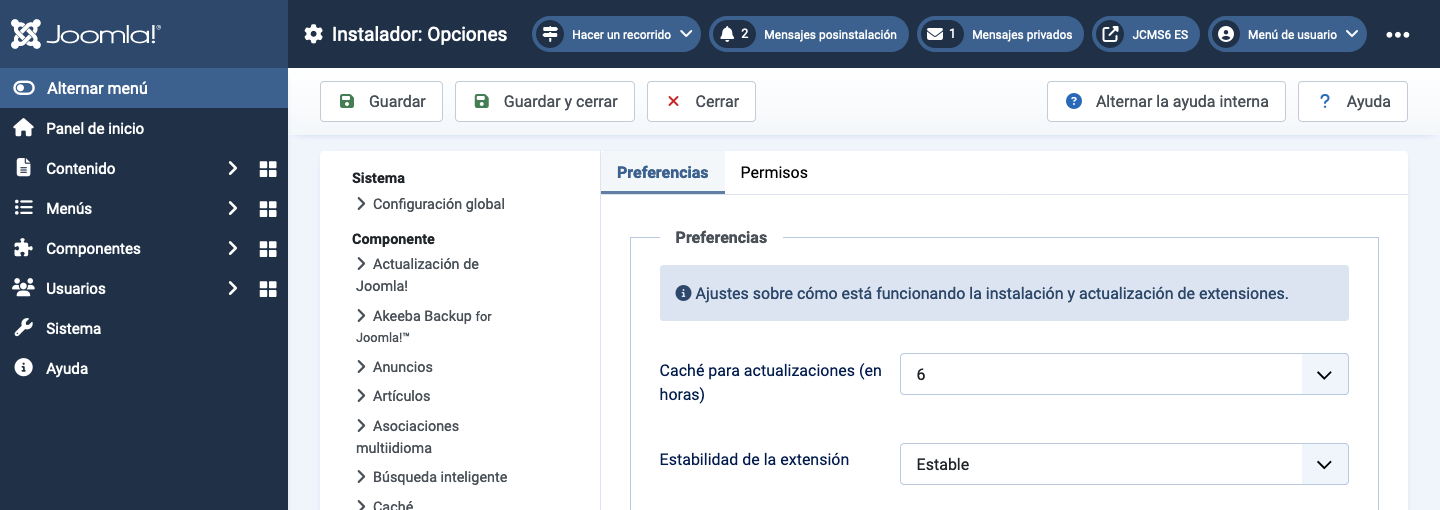 Joomla!®
Instalador: Opciones
Hacer un recorrido
2 Mensajes posinstalación
1 Mensajes privados
JCMS6 ES
Menú de usuario
Alternar menú
Panel de inicio
Contenido
Menús
Componentes
Usuarios
Sistema
Ayuda
Guardar
Guardar y cerrar
Cerrar
Alternar la ayuda interna
Ayuda
Sistema
Configuración global
Componente
Actualización de
Joomla!
Akeeba Backup for
Joomla!™
Anuncios
Artículos
Asociaciones
multiidioma
Búsqueda inteligente
Caché
Preferencias
Permisos
Preferencias
Ajustes sobre cómo está funcionando la instalación y actualización de extensiones.
Caché para actualizaciones (en
horas)
6
Estabilidad de la extensión
Estable